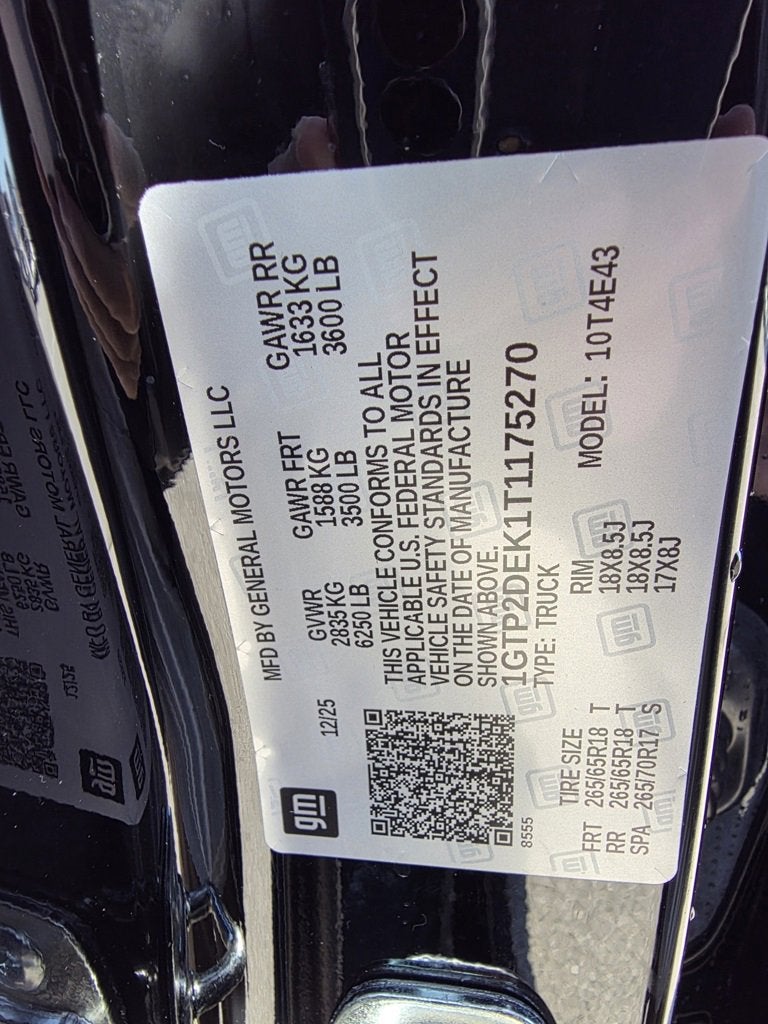 gm
MFD BY GENERAL MOTORS LLC
12/25
GVWR GAWR FRT GAWR RR
2835 KG 1588 KG 1633 KG
6250 LB 3500 LB 3600 LB
THIS VEHICLE CONFORMS TO ALL
APPLICABLE U.S. FEDERAL MOTOR
VEHICLE SAFETY STANDARDS IN EFFECT
ON THE DATE OF MANUFACTURE
SHOWN ABOVE.
1GTP2DEK1T1175270
8555 TYPE: TRUCK
TIRE SIZE RIM MODEL: 10T4E43
FRT 265/65R18 T 18X8.5J
RR 265/65R18 T 18X8.5J
SPA 265/70R17 S 17X8J